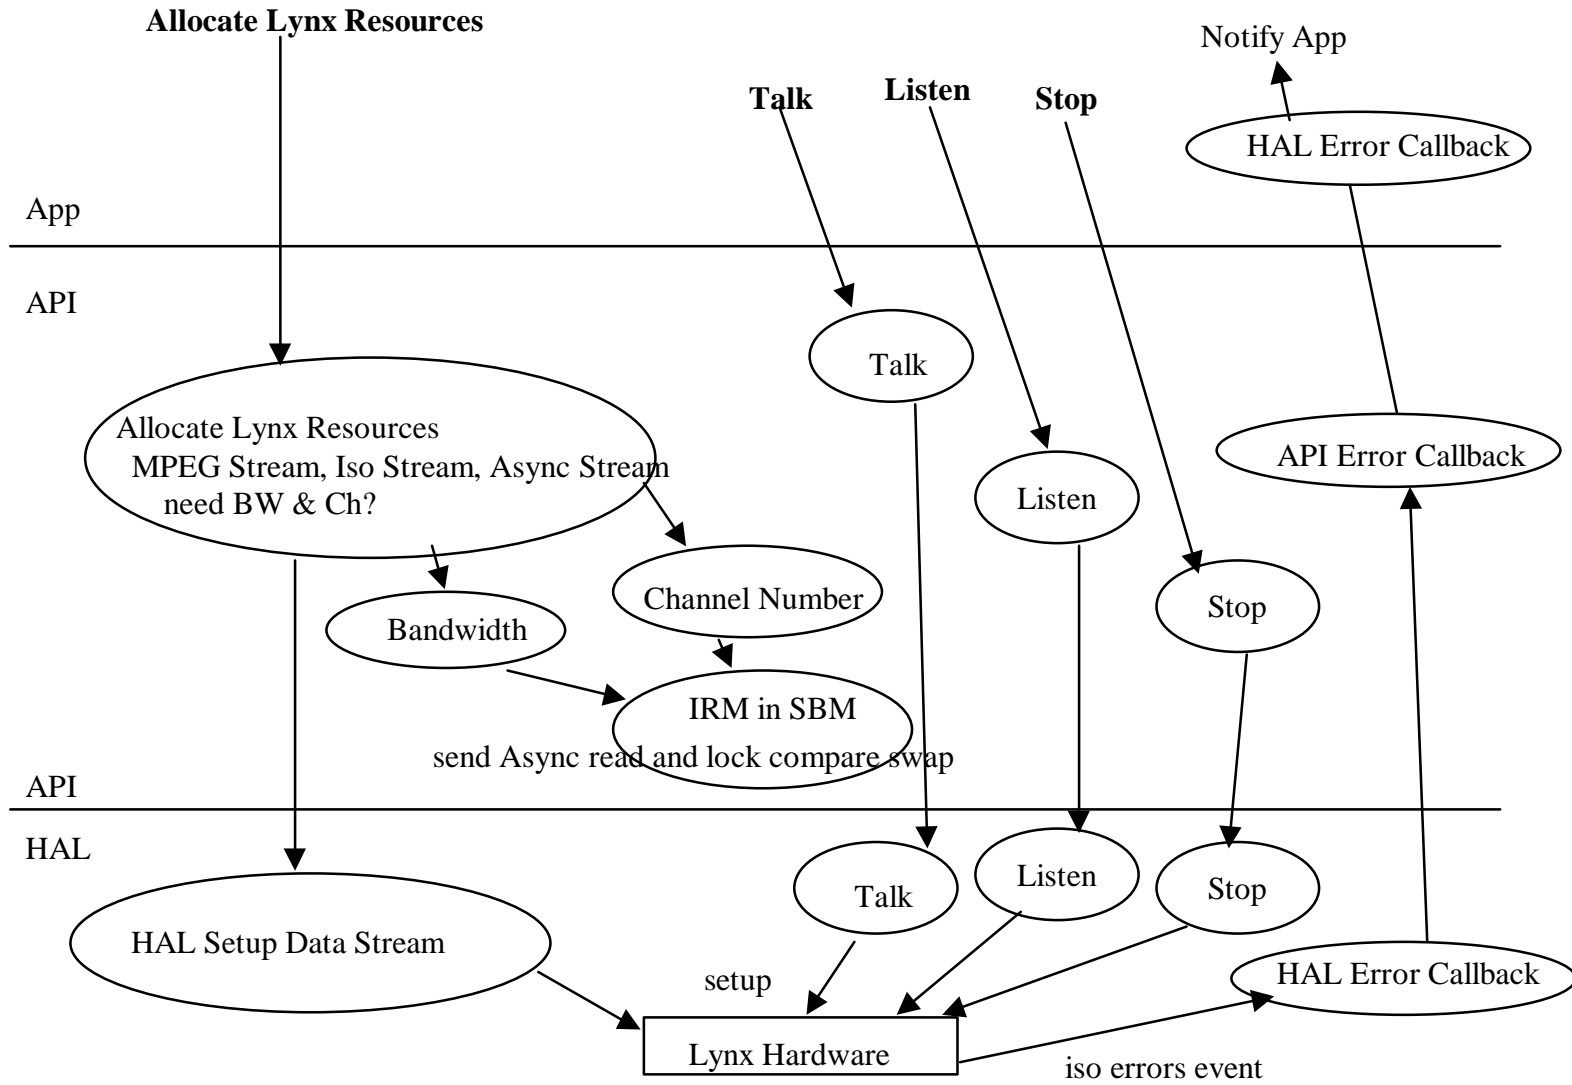 Allocate Lynx Resources
Notify App
Talk
Listen
Stop
HAL Error Callback
App
API
Talk
Allocate Lynx Resources
MPEG Stream, Iso Stream, Async Stream
need BW & Ch?
API Error Callback
Listen
Channel Number
Stop
Bandwidth
IRM in SBM
send Async read and lock compare swap
API
HAL
Talk
Listen
Stop
HAL Setup Data Stream
HAL Error Callback
setup
Lynx Hardware
iso errors event